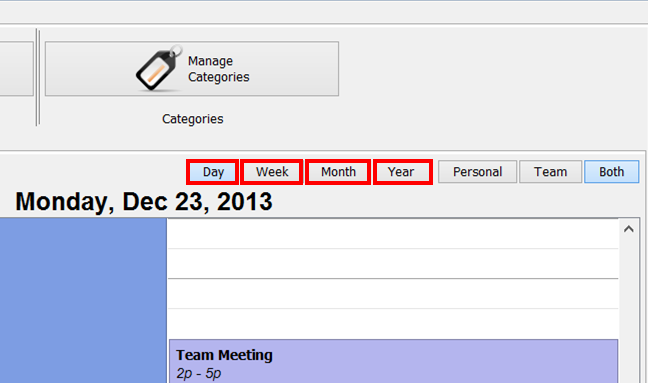 Manage
Categories
Categories
Day Week Month Year Personal Team Both
Monday, Dec 23, 2013
Team Meeting
2p - 5p